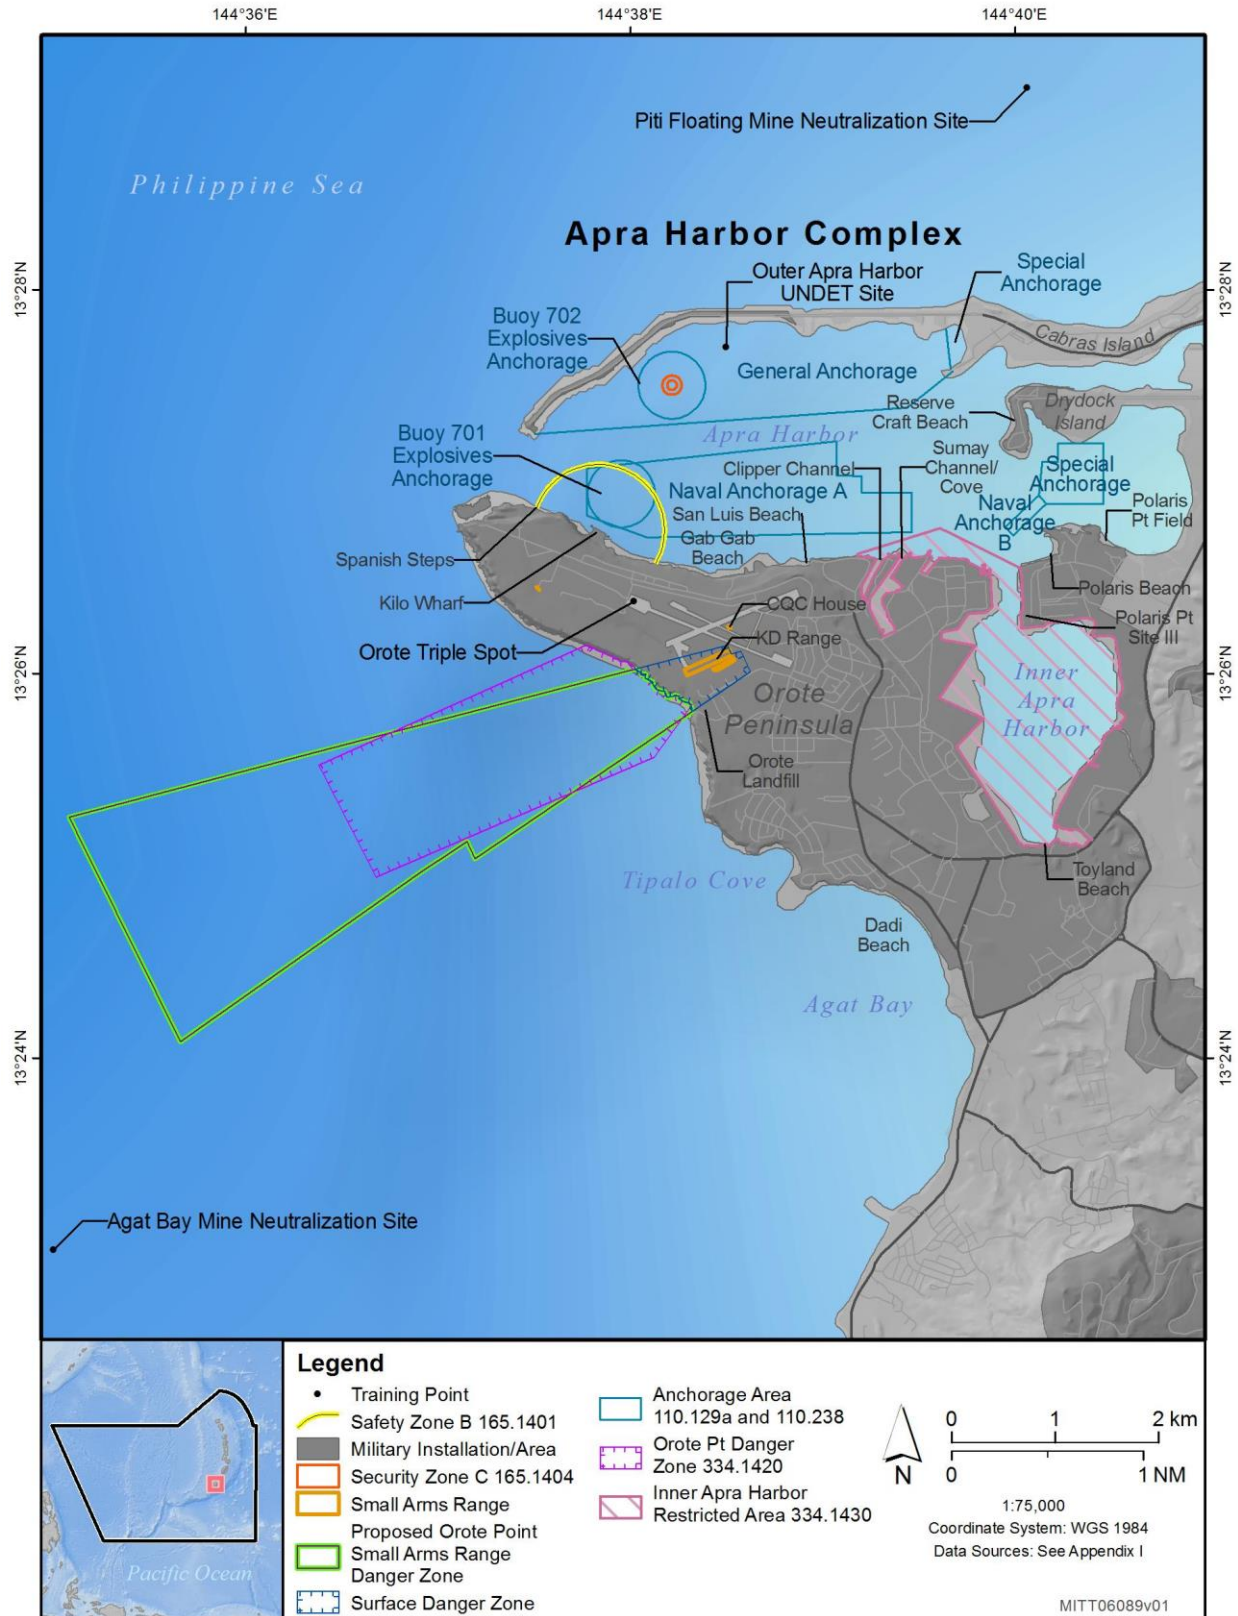 144°36'E
144°38'E
144°40'E
Piti Floating Mine Neutralization Site
Philippine Sea
Apra Harbor Complex
13°28'N
13°28'N
Outer Apra Harbor
UNDET Site
Special
Anchorage
Buoy 702
Explosives
Anchorage
Cabras Island
General Anchorage
Reserve
Craft Beach
Drydock
Island
Buoy 701
Explosives
Anchorage
Apra Harbor
Clipper Channel
Sumay
Channel/
Cove
Special
Anchorage
Naval Anchorage A
Naval
Anchorage
B
Polaris
Pt Field
San Luis Beach
Gab Gab
Beach
Spanish Steps
Polaris Beach
Kilo Wharf
CQC House
Polaris Pt
Site III
KD Range
Orote Triple Spot
13°26'N
13°26'N
Orote
Peninsula
Inner
Apra
Harbor
Orote
Landfill
Tipalo Cove
Toyland
Beach
Dadi
Beach
Agat Bay
13°24'N
13°24'N
Agat Bay Mine Neutralization Site
Pacific Ocean
Legend
Training Point
Safety Zone B 165.1401
Military Installation/Area
Security Zone C 165.1404
Small Arms Range
Proposed Orote Point
Small Arms Range
Danger Zone
Surface Danger Zone
Anchorage Area
110.129a and 110.238
Orote Pt Danger
Zone 334.1420
Inner Apra Harbor
Restricted Area 334.1430
N
0 1 2 km
0 1 NM
1:75,000
Coordinate System: WGS 1984
Data Sources: See Appendix I
MITT06089v01